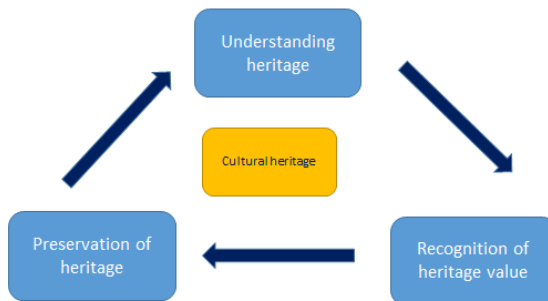 Understanding
heritage
Cultural heritage
Preservation of
heritage
Recognition of
heritage value